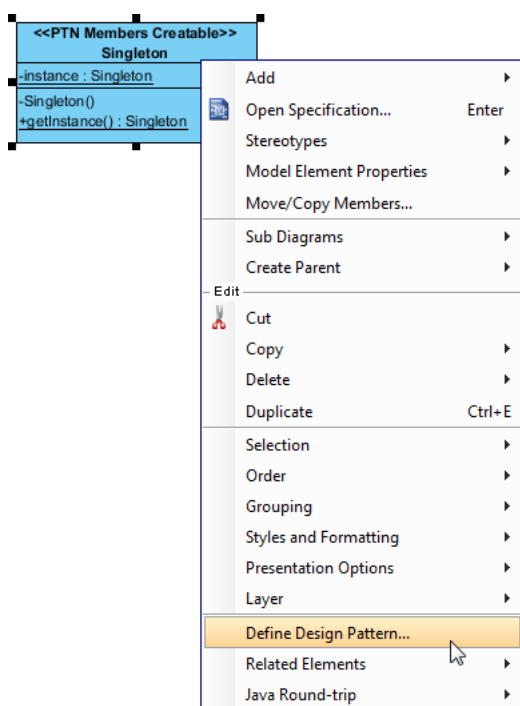 <<PTN Members Creatable>>
Singleton
-instance : Singleton
-Singleton()
+getInstance() : Singleton
Add
Open Specification... Enter
Stereotypes
Model Element Properties
Move/Copy Members...
Sub Diagrams
Create Parent
Edit
Cut
Copy
Delete
Duplicate Ctrl+E
Selection
Order
Grouping
Styles and Formatting
Presentation Options
Layer
Define Design Pattern...
Related Elements
Java Round-trip